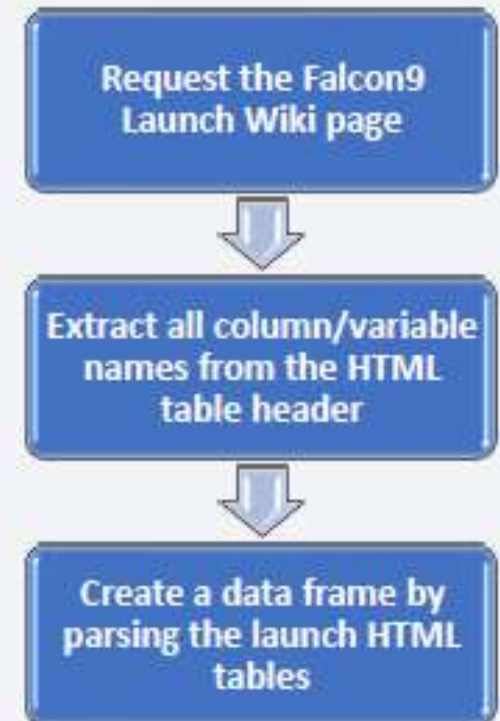 Request the Falcon9
Launch Wiki page
Extract all column/variable
names from the HTML
table header
Create a data frame by
parsing the launch HTML
tables